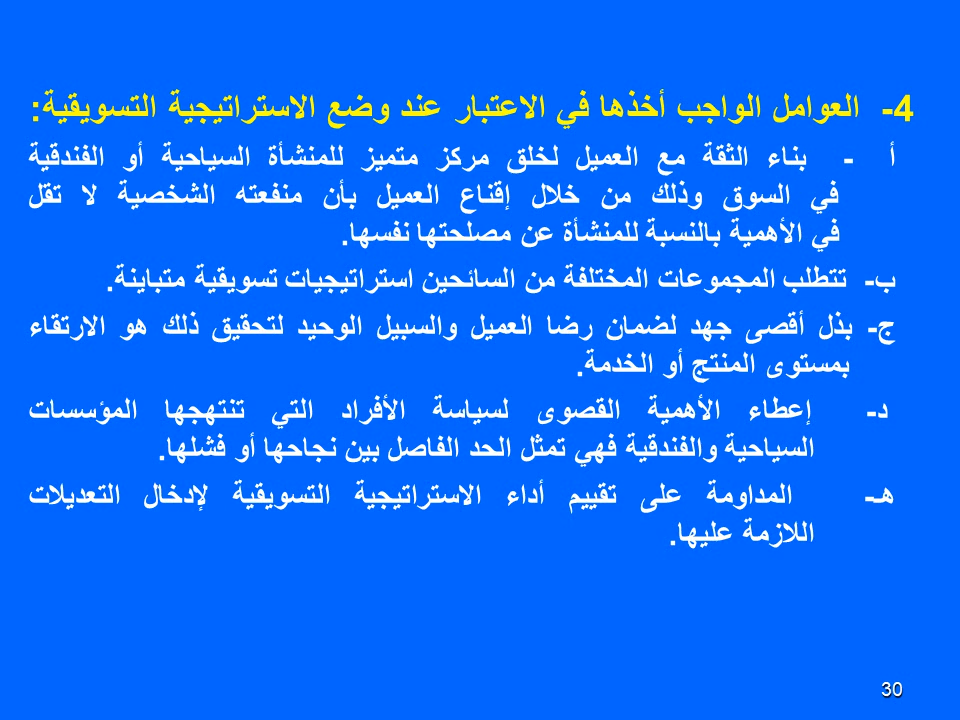 4- العوامل الواجب أخذها في الاعتبار عند وضع الاستراتيجية التسويقية:
أ - بناء الثقة مع العميل لخلق مركز متميز للمنشأة السياحية أو الفندقية
في السوق وذلك من خلال إقناع العميل بأن منفعته الشخصية لا تقل
في الأهمية بالنسبة للمنشأة عن مصلحتها نفسها.
ب- تتطلب المجموعات المختلفة من السائحين استراتيجيات تسويقية متباينة.
ج- بذل أقصى جهد لضمان رضا العميل والسبيل الوحيد لتحقيق ذلك هو الارتقاء
بمستوى المنتج أو الخدمة.
د- إعطاء الأهمية القصوى لسياسة الأفراد التي تنتهجها المؤسسات
السياحية والفندقية فهي تمثل الحد الفاصل بين نجاحها أو فشلها.
هـ- المداومة على تقييم أداء الاستراتيجية التسويقية لإدخال التعديلات
اللازمة عليها.
30